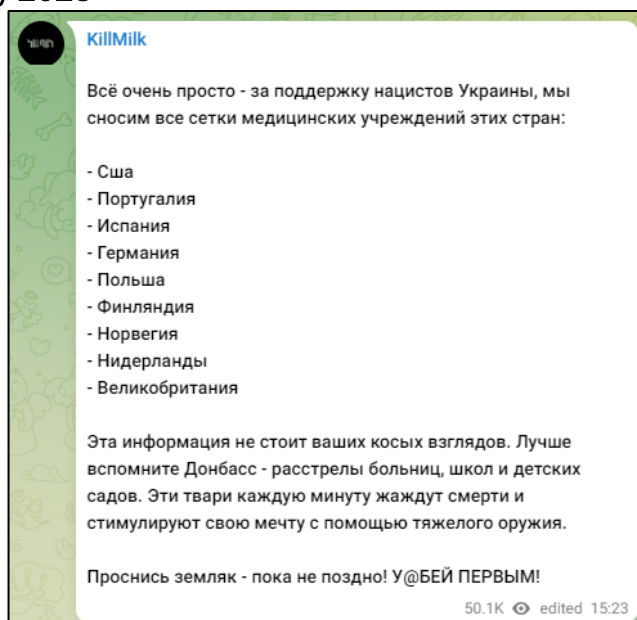 KillMilk
Всё очень просто - за поддержку нацистов Украины, мы
сносим все сетки медицинских учреждений этих стран:
- Сша
- Португалия
- Испания
- Германия
- Польша
- Финляндия
- Норвегия
- Нидерланды
- Великобритания
Эта информация не стоит ваших косых взглядов. Лучше
вспомните Донбасс - расстрелы больниц, школ и детских
садов. Эти твари каждую минуту жаждут смерти и
стимулируют свою мечту с помощью тяжелого оружия.
Проснись земляк - пока не поздно! У@БЕЙ ПЕРВЫМ!
50.1K edited 15:23